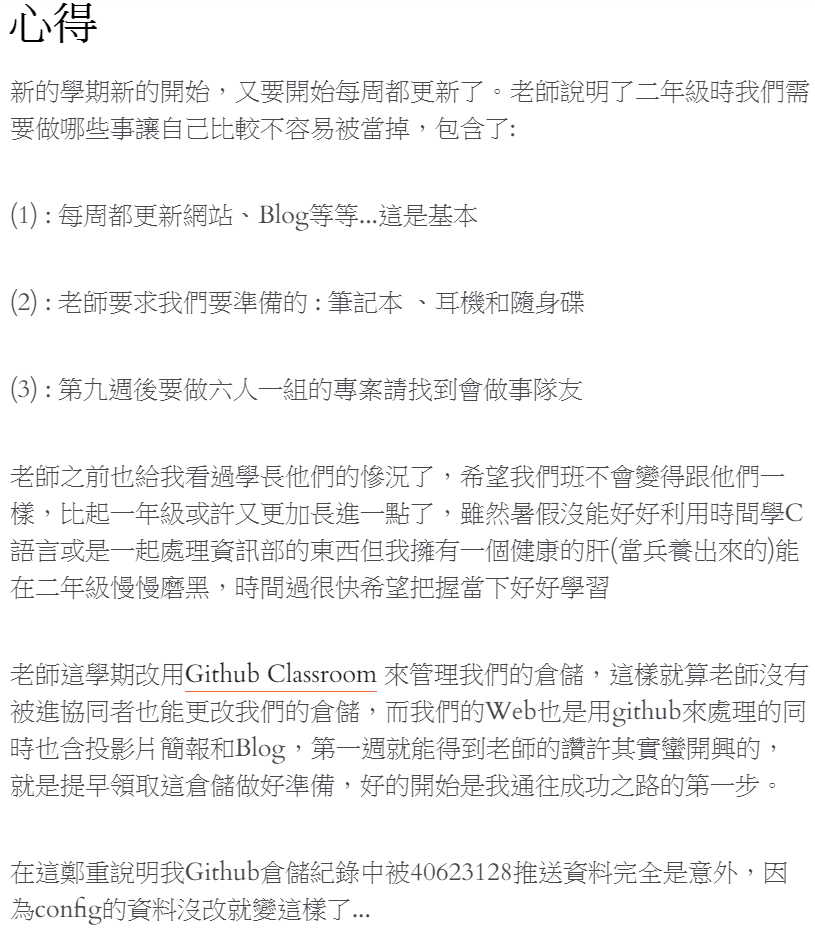 心得
新的學期新的開始，又要開始每周都更新了。老師說明了二年級時我們需
要做哪些事讓自己比較不容易被當掉，包含了:
(1) : 每周都更新網站、Blog等等...這是基本
(2) : 老師要求我們要準備的 : 筆記本 、耳機和隨身碟
(3) : 第九週後要做六人一組的專案請找到會做事隊友
老師之前也給我看過學長他們的慘況了，希望我們班不會變得跟他們一
樣，比起一年級或許又更加長進一點了，雖然暑假沒能好好利用時間學C
語言或是一起處理資訊部的東西但我擁有一個健康的肝(當兵養出來的)能
在二年級慢慢磨黑，時間過很快希望把握當下好好學習
老師這學期改用Github Classroom 來管理我們的倉儲，這樣就算老師沒有
被進協同者也能更改我們的倉儲，而我們的Web也是用github來處理的同
時也含投影片簡報和Blog，第一週就能得到老師的讚許其實蠻開興的，
就是提早領取這倉儲做好準備，好的開始是我通往成功之路的第一步。
在這鄭重說明我Github倉儲紀錄中被40623128推送資料完全是意外，因
為config的資料沒改就變這樣了...